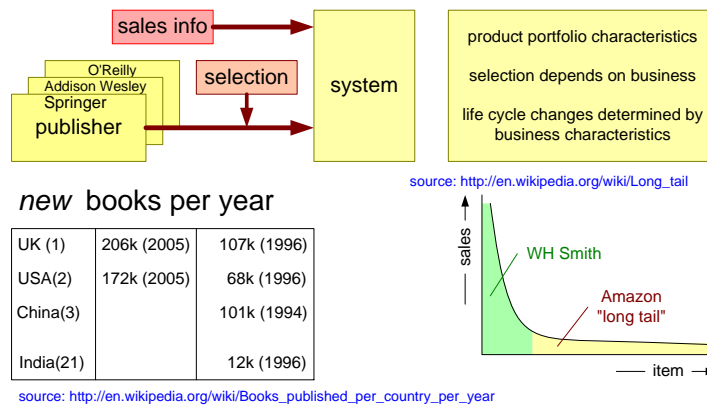 sales info
O'Reilly
Addison Wesley
Springer
publisher
selection
system
product portfolio characteristics
selection depends on business
life cycle changes determined by
business characteristics
source: http://en.wikipedia.org/wiki/Long_tail
new books per year
UK (1) 206k (2005) 107k (1996)
USA(2) 172k (2005) 68k (1996)
China(3) 101k (1994)
India(21) 12k (1996)
sales
WH Smith
Amazon
"long tail"
item
source: http://en.wikipedia.org/wiki/Books_published_per_country_per_year